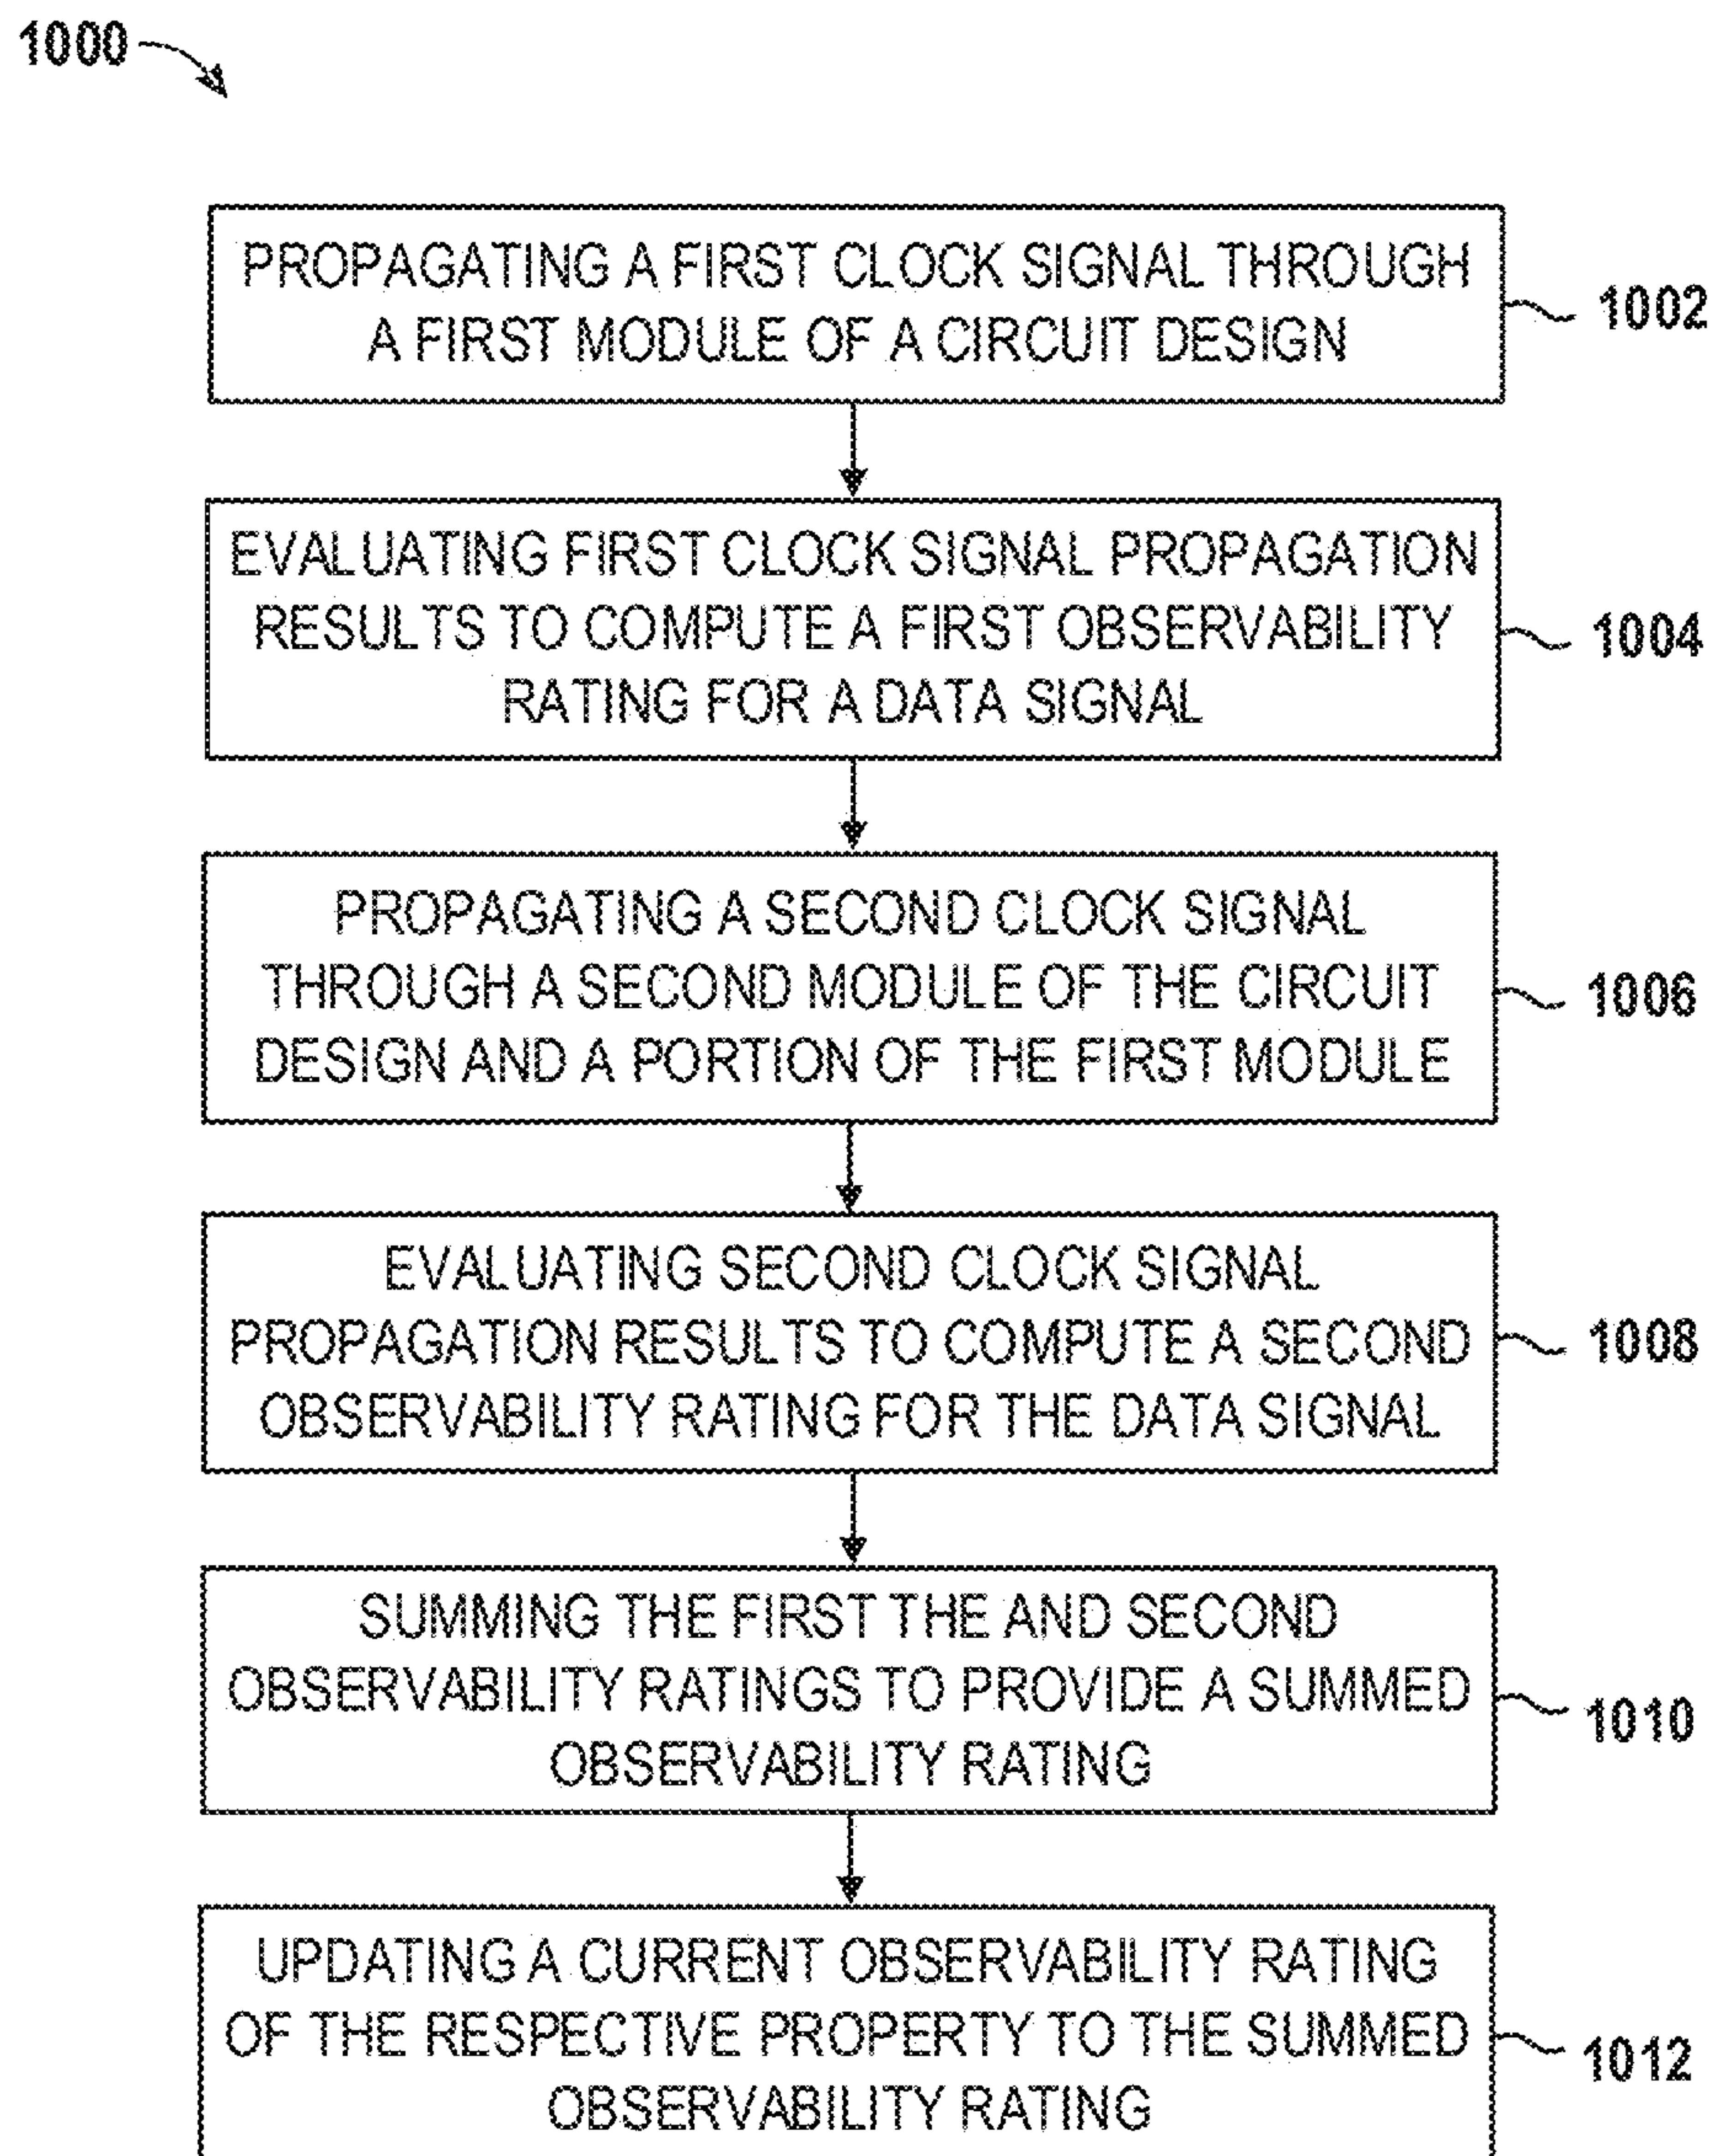 1000
PROPAGATING A FIRST CLOCK SIGNAL THROUGH
A FIRST MODULE OF A CIRCUIT DESIGN
1002
EVALUATING FIRST CLOCK SIGNAL PROPAGATION
RESULTS TO COMPUTE A FIRST OBSERVABILITY
RATING FOR A DATA SIGNAL
1004
PROPAGATING A SECOND CLOCK SIGNAL
THROUGH A SECOND MODULE OF THE CIRCUIT
DESIGN AND A PORTION OF THE FIRST MODULE
1006
EVALUATING SECOND CLOCK SIGNAL
PROPAGATION RESULTS TO COMPUTE A SECOND
OBSERVABILITY RATING FOR THE DATA SIGNAL
1008
SUMMING THE FIRST THE AND SECOND
OBSERVABILITY RATINGS TO PROVIDE A SUMMED
OBSERVABILITY RATING
1010
UPDATING A CURRENT OBSERVABILITY RATING
OF THE RESPECTIVE PROPERTY TO THE SUMMED
OBSERVABILITY RATING
1012